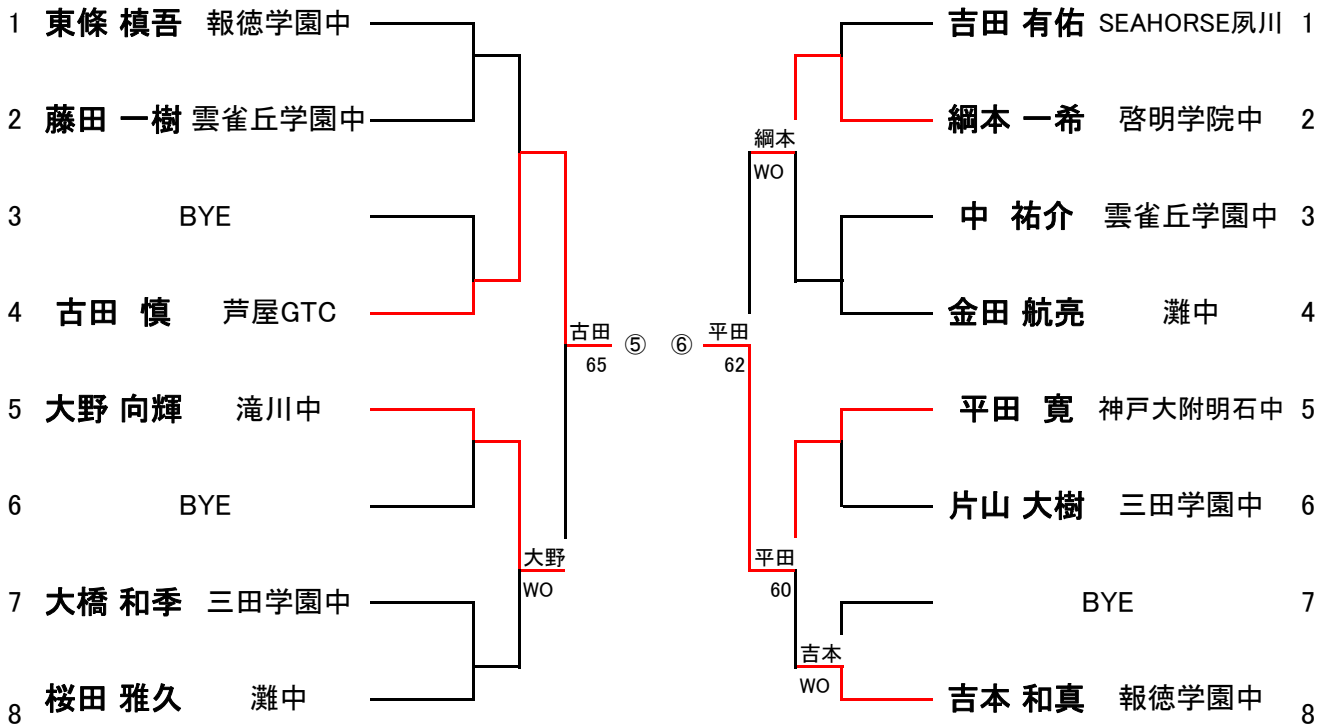 1 東條 槙吾 報徳学園中
2 藤田 一樹 雲雀丘学園中
3 BYE
4 古田 慎 芦屋GTC
5 大野 向輝 滝川中
6 BYE
7 大橋 和季 三田学園中
8 桜田 雅久 灘中
古田
65
⑤
大野
WO
⑥
平田
62
綱本
WO
平田
60
吉本
WO
吉田 有佑 SEAHORSE夙川 1
綱本 一希 啓明学院中 2
中 祐介 雲雀丘学園中 3
金田 航亮 灘中 4
平田 寛 神戸大附明石中 5
片山 大樹 三田学園中 6
BYE 7
吉本 和真 報徳学園中 8